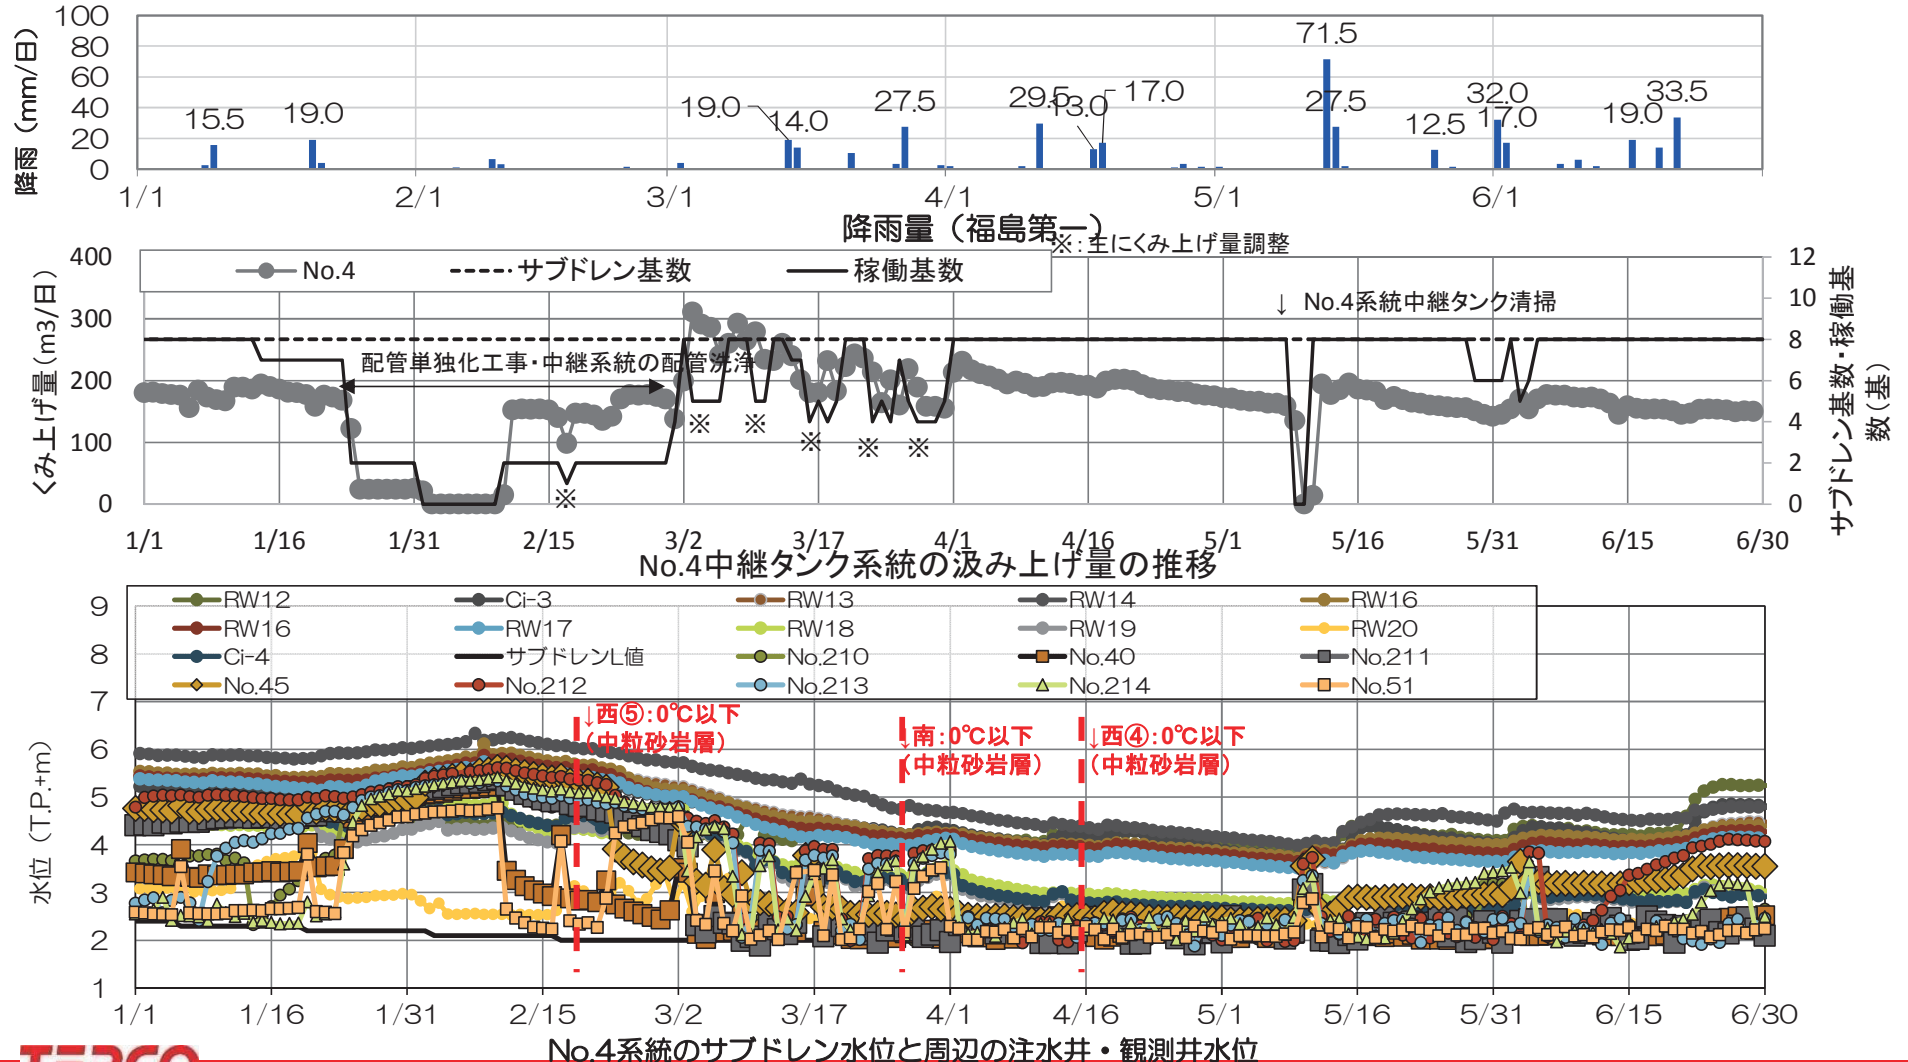 降雨（mm/日）
100
80
60
40
20
0
15.5
19.0
19.0
14.0
27.5
29.5
13.0
17.0
71.5
27.5
12.5
32.0
17.0
19.0
33.5
1/1 2/1 3/1 4/1 5/1 6/1
降雨量（福島第一）
※：主にくみ上げ量調整
くみ上げ量(m3/日)
400
300
200
100
0
No.4 サブドレン基数 稼働基数
↓ No.4系統中継タンク清掃
配管単独化工事・中継系統の配管洗浄
※ ※ ※ ※ ※ ※
12
10
8
6
4
2
0
サブドレン基数・稼働基数(基)
1/1 1/16 1/31 2/15 3/2 3/17 4/1 4/16 5/1 5/16 5/31 6/15 6/30
No.4中継タンク系統の汲み上げ量の推移
水位（T.P.+m）
9
8
7
6
5
4
3
2
1
RW12 Ci-3 RW13 RW14 RW16
RW16 RW17 RW18 RW19 RW20
Ci-4 サブドレンL値 No.210 No.40 No.211
No.45 No.212 No.213 No.214 No.51
↓西⑤：0℃以下
（中粒砂岩層）
↓南：0℃以下
（中粒砂岩層）
↓西④：0℃以下
（中粒砂岩層）
1/1 1/16 1/31 2/15 3/2 3/17 4/1 4/16 5/1 5/16 5/31 6/15 6/30
No.4系統のサブドレン水位と周辺の注水井・観測井水位
TEPCO